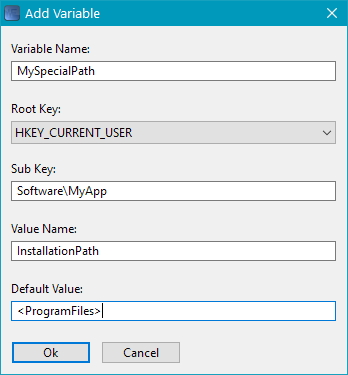 Add Variable
Variable Name:
MySpecialPath
Root Key:
HKEY_CURRENT_USER
Sub Key:
Software\MyApp
Value Name:
InstallationPath
Default Value:
<ProgramFiles>
Ok Cancel